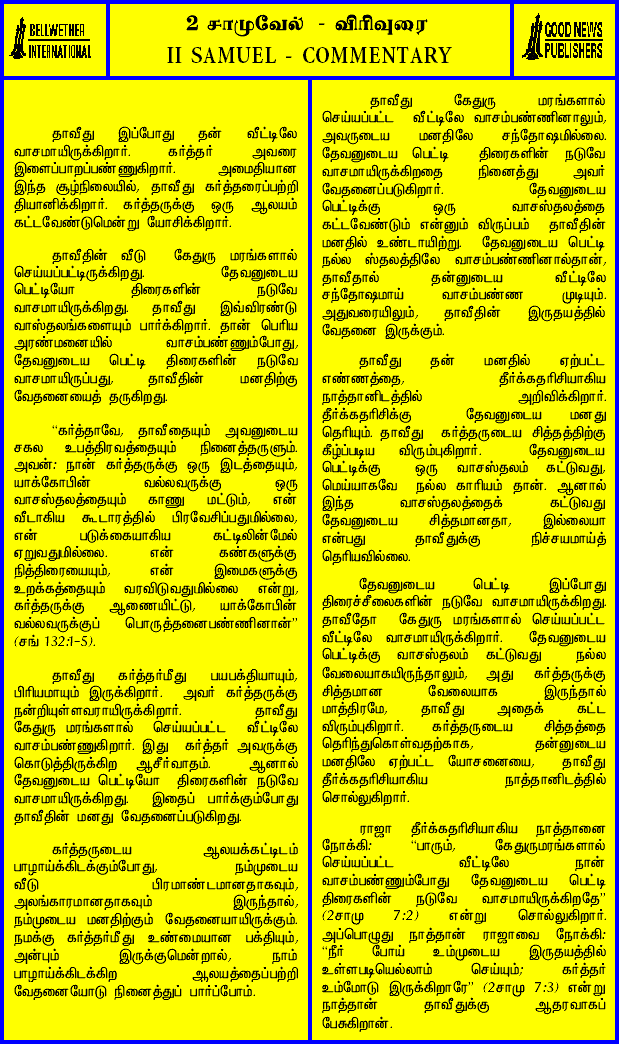 BELLWETHER
INTERNATIONAL
2 சாமுவேல் - விரிவுரை
II SAMUEL - COMMENTARY
GOOD NEWS
PUBLISHERS
தாவீது இப்போது தன் வீட்டிலே
வாசமாயிருக்கிறார். கர்த்தர் அவரை
இளைப்பாறப்பண்ணுகிறார். அமைதியான
இந்த சூழ்நிலையில், தாவீது கர்த்தரைப்பற்றி
தியானிக்கிறார். கர்த்தருக்கு ஒரு ஆலயம்
கட்டவேண்டுமென்று யோசிக்கிறார்.
தாவீதின் வீடு கேதுரு மரங்களால்
செய்யப்பட்டிருக்கிறது. தேவனுடைய
பெட்டியோ திரைகளின் நடுவே
வாசமாயிருக்கிறது. தாவீது இவ்விரண்டு
வாஸ்தலங்களையும் பார்க்கிறார். தான் பெரிய
அரண்மனையில் வாசம்பண்ணும்போது,
தேவனுடைய பெட்டி திரைகளின் நடுவே
வாசமாயிருப்பது, தாவீதின் மனதிற்கு
வேதனையைத் தருகிறது.
“கர்த்தாவே, தாவீதையும் அவனுடைய
சகல உபத்திரவத்தையும் நினைத்தருளும்.
அவன்: நான் கர்த்தருக்கு ஒரு இடத்தையும்,
யாக்கோபின் வல்லவருக்கு ஒரு
வாசஸ்தலத்தையும் காணு மட்டும், என்
வீடாகிய கூடாரத்தில் பிரவேசிப்பதுமில்லை,
என் படுக்கையாகிய கட்டிலின்மேல்
ஏறுவதுமில்லை. என் கண்களுக்கு
நித்திரையையும், என் இமைகளுக்கு
உறக்கத்தையும் வரவிடுவதுமில்லை என்று,
கர்த்தருக்கு ஆணையிட்டு, யாக்கோபின்
வல்லவருக்குப் பொருத்தனைபண்ணினான்”
(சங் 132:1-5).
தாவீது கர்த்தர்மீது பயபக்தியாயும்,
பிரியமாயும் இருக்கிறார். அவர் கர்த்தருக்கு
நன்றியுள்ளவராயிருக்கிறார். தாவீது
கேதுரு மரங்களால் செய்யப்பட்ட வீட்டிலே
வாசம்பண்ணுகிறார். இது கர்த்தர் அவருக்கு
கொடுத்திருக்கிற ஆசீர்வாதம். ஆனால்
தேவனுடைய பெட்டியோ திரைகளின் நடுவே
வாசமாயிருக்கிறது. இதைப் பார்க்கும்போது
தாவீதின் மனது வேதனைப்படுகிறது.
கர்த்தருடைய ஆலயக்கட்டிடம்
பாழாய்க்கிடக்கும்போது, நம்முடைய
வீடு பிரமாண்டமானதாகவும்,
அலங்காரமானதாகவும் இருந்தால்,
நம்முடைய மனதிற்கும் வேதனையாயிருக்கும்.
நமக்கு கர்த்தர்மீது உண்மையான பக்தியும்,
அன்பும் இருக்குமென்றால், நாம்
பாழாய்க்கிடக்கிற ஆலயத்தைப்பற்றி
வேதனையோடு நினைத்துப் பார்ப்போம்.
தாவீது கேதுரு மரங்களால்
செய்யப்பட்ட வீட்டிலே வாசம்பண்ணினாலும்,
அவருடைய மனதிலே சந்தோஷமில்லை.
தேவனுடைய பெட்டி திரைகளின் நடுவே
வாசமாயிருக்கிறதை நினைத்து அவர்
வேதனைப்படுகிறார். தேவனுடைய
பெட்டிக்கு ஒரு வாசஸ்தலத்தை
கட்டவேண்டும் என்னும் விருப்பம் தாவீதின்
மனதில் உண்டாயிற்று. தேவனுடைய பெட்டி
நல்ல ஸ்தலத்திலே வாசம்பண்ணினால்தான்,
தாவீதால் தன்னுடைய வீட்டிலே
சந்தோஷமாய் வாசம்பண்ண முடியும்.
அதுவரையிலும், தாவீதின் இருதயத்தில்
வேதனை இருக்கும்.
தாவீது தன் மனதில் ஏற்பட்ட
எண்ணத்தை, தீர்க்கதரிசியாகிய
நாத்தானிடத்தில் அறிவிக்கிறார்.
தீர்க்கதரிசிக்கு தேவனுடைய மனது
தெரியும். தாவீது கர்த்தருடைய சித்தத்திற்கு
கீழ்ப்படிய விரும்புகிறார். தேவனுடைய
பெட்டிக்கு ஒரு வாசஸ்தலம் கட்டுவது,
மெய்யாகவே நல்ல காரியம் தான். ஆனால்
இந்த வாசஸ்தலத்தைக் கட்டுவது
தேவனுடைய சித்தமானதா, இல்லையா
என்பது தாவீதுக்கு நிச்சயமாய்த்
தெரியவில்லை.
தேவனுடைய பெட்டி இப்போது
திரைச்சீலைகளின் நடுவே வாசமாயிருக்கிறது.
தாவீதோ கேதுரு மரங்களால் செய்யப்பட்ட
வீட்டிலே வாசமாயிருக்கிறார். தேவனுடைய
பெட்டிக்கு வாசஸ்தலம் கட்டுவது நல்ல
வேலையாகயிருந்தாலும், அது கர்த்தருக்கு
சித்தமான வேலையாக இருந்தால்
மாத்திரமே, தாவீது அதைக் கட்ட
விரும்புகிறார். கர்த்தருடைய சித்தத்தை
தெரிந்துகொள்வதற்காக, தன்னுடைய
மனதிலே ஏற்பட்ட யோசனையை, தாவீது
தீர்க்கதரிசியாகிய நாத்தானிடத்தில்
சொல்லுகிறார்.
ராஜா தீர்க்கதரிசியாகிய நாத்தானை
நோக்கி: “பாரும், கேதுருமரங்களால்
செய்யப்பட்ட வீட்டிலே நான்
வாசம்பண்ணும்போது தேவனுடைய பெட்டி
திரைகளின் நடுவே வாசமாயிருக்கிறதே”
(2சாமு 7:2) என்று சொல்லுகிறார்.
அப்பொழுது நாத்தான் ராஜாவை நோக்கி:
“நீர் போய் உம்முடைய இருதயத்தில்
உள்ளபடியெல்லாம் செய்யும்; கர்த்தர்
உம்மோடு இருக்கிறாரே” (2சாமு 7:3) என்று
நாத்தான் தாவீதுக்கு ஆதரவாகப்
பேசுகிறான்.